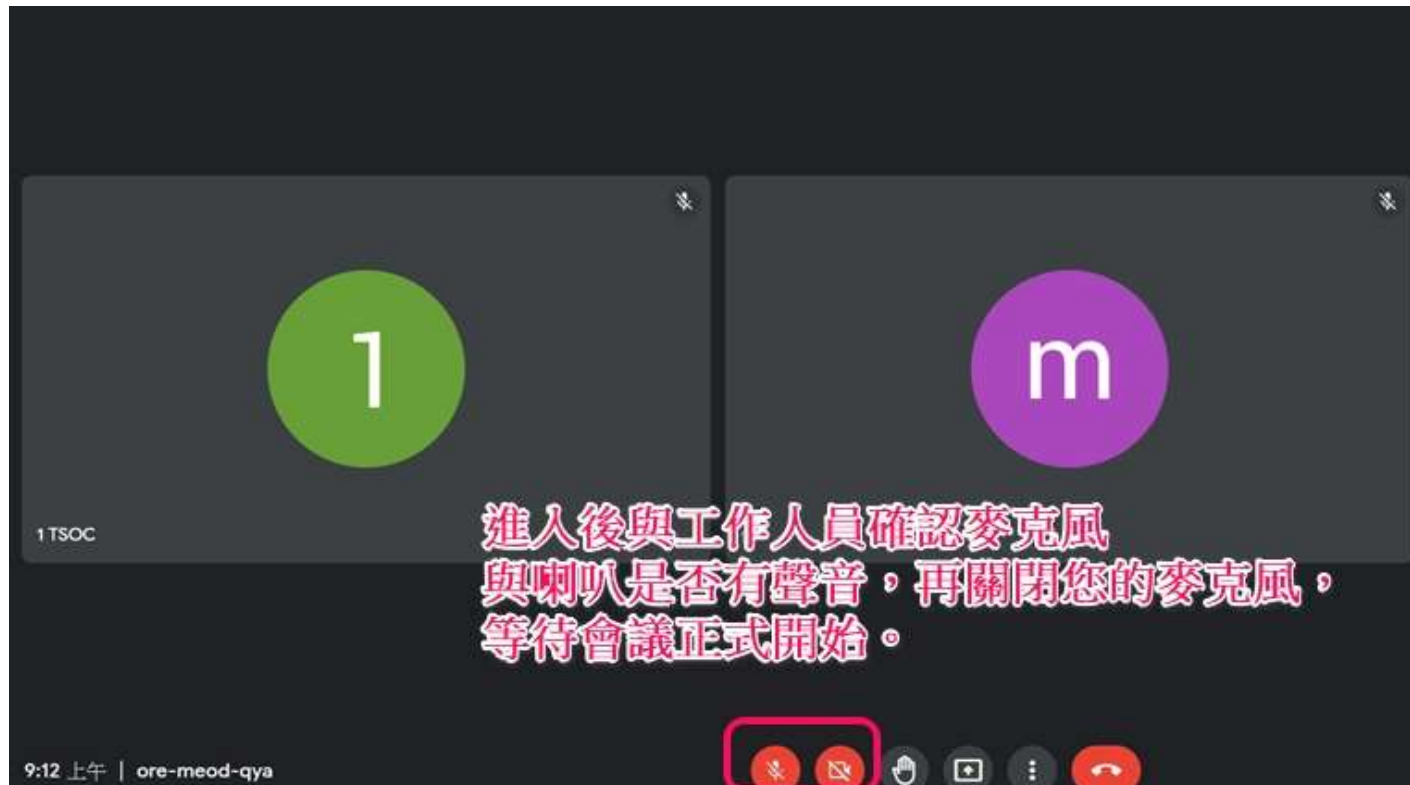 1
m
1 TSOC
進入後與工作人員確認麥克風
與喇叭是否有聲音，再關閉您的麥克風，
等待會議正式開始。
9:12 上午 | ore-meod-qya